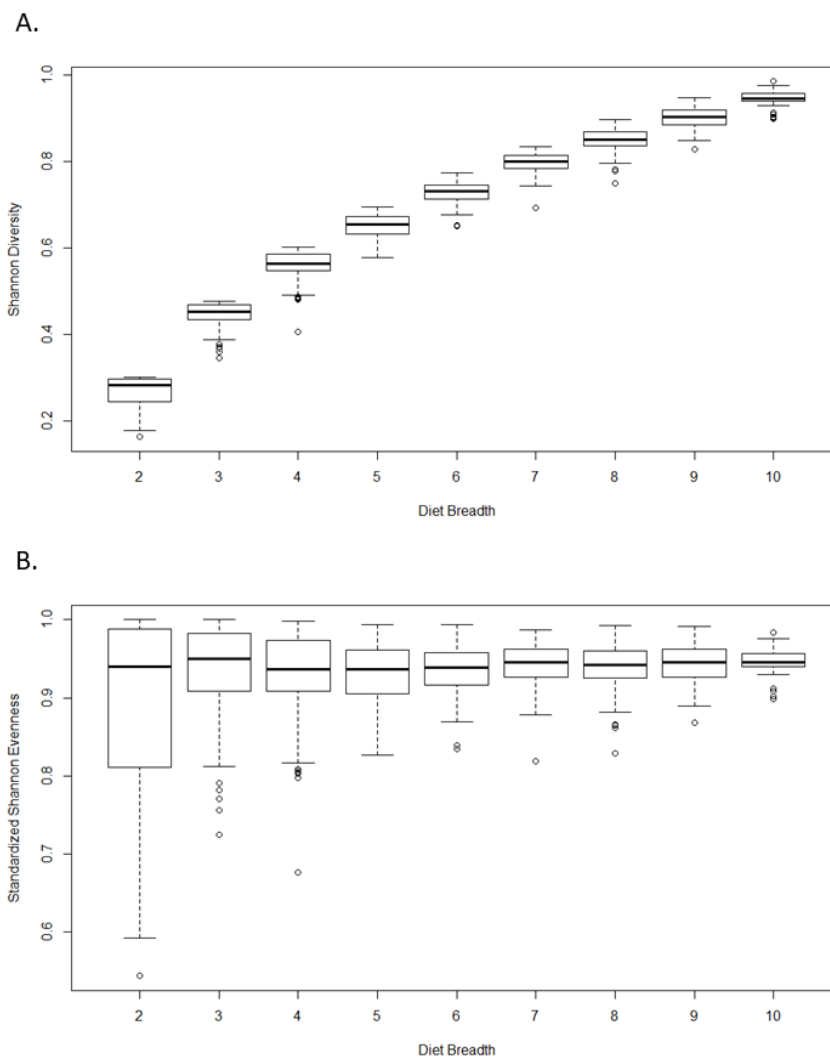 A.
1.0
0.8
0.6
0.4
0.2
Shannon Diversity
2 3 4 5 6 7 8 9 10
Diet Breadth
B.
1.0
0.9
0.8
0.7
0.6
Standardized Shannon Evenness
2 3 4 5 6 7 8 9 10
Diet Breadth